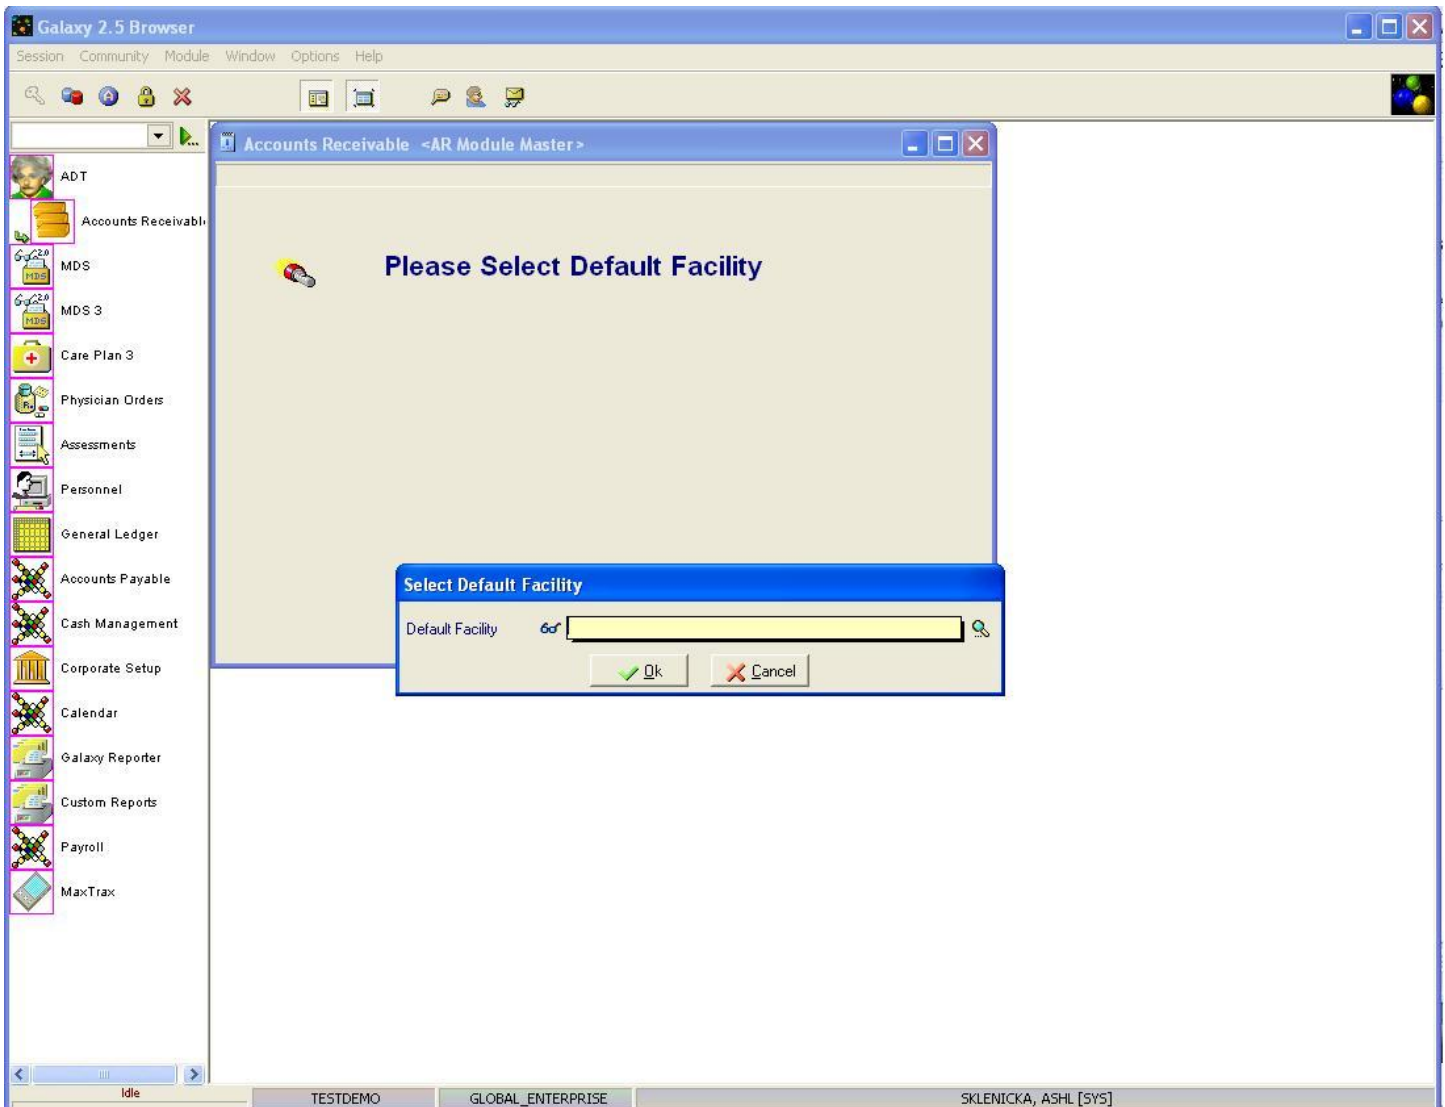 Galaxy 2.5 Browser
Session Community Module Window Options Help
Accounts Receivable <AR Module Master>
ADT
Accounts Receivabl
MDS
MDS 3
Care Plan 3
Physician Orders
Assessments
Personnel
General Ledger
Accounts Payable
Cash Management
Corporate Setup
Calendar
Galaxy Reporter
Custom Reports
Payroll
MaxTrax
Please Select Default Facility
Select Default Facility
Default Facility
Ok Cancel
Idle TESTDEMO GLOBAL_ENTERPRISE SKLENICKA, ASHL [SYS]